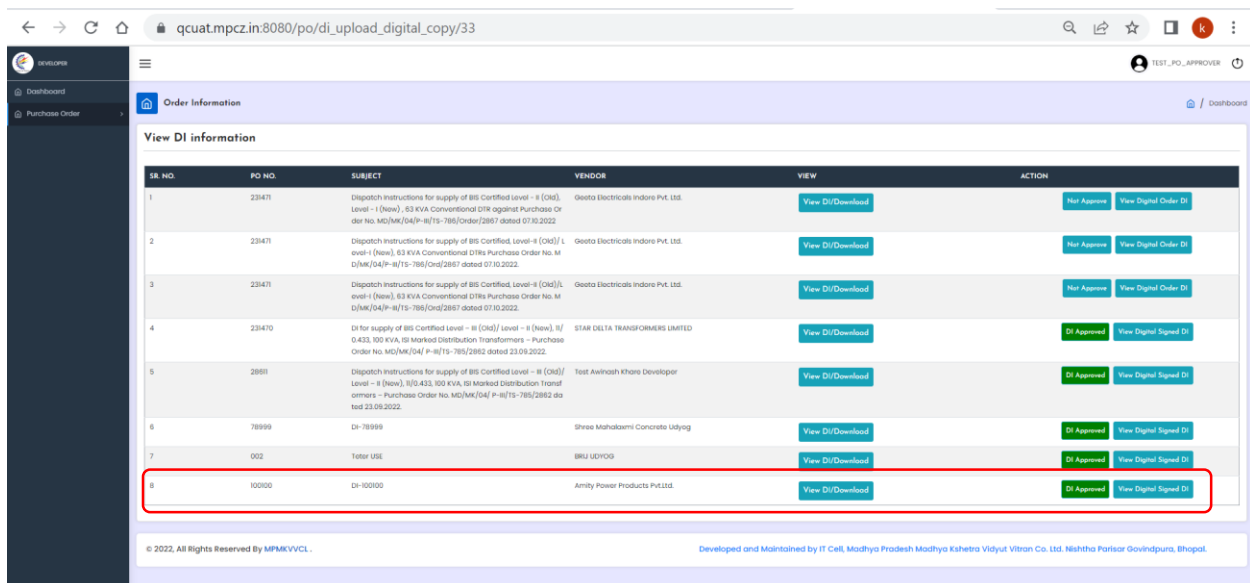 qcuat.mpcz.in:8080/po/di_upload_digital_copy/33
k
DEVELOPER
TEST_PO_APPROVER
Dashboard
Purchase Order
Order Information
/ Dashboard
View DI information
SR. NO. PO NO. SUBJECT VENDOR VIEW ACTION
1 231471 Dispatch Instructions for supply of BIS Certified Level - II (Old), Geeta Electricals Indore Pvt. Ltd. View DI/Download Not Approve View Digital Order DI
Level - I (New) , 63 KVA Conventional DTR against Purchase Or
der No. MD/MK/04/P-III/TS-786/Order/2867 dated 07.10.2022
2 231471 Dispatch Instructions for supply of BIS Certified, Level-II (Old)/ L Geeta Electricals Indore Pvt. Ltd. View DI/Download Not Approve View Digital Order DI
evel-I (New), 63 KVA Conventional DTRs Purchase Order No. M
D/MK/04/P-III/TS-786/Ord/2867 dated 07.10.2022.
3 231471 Dispatch Instructions for supply of BIS Certified, Level-II (Old)/L Geeta Electricals Indore Pvt. Ltd. View DI/Download Not Approve View Digital Order DI
evel-I (New), 63 KVA Conventional DTRs Purchase Order No. M
D/MK/04/P-III/TS-786/Ord/2867 dated 07.10.2022.
4 231470 DI for supply of BIS Certified Level – III (Old)/ Level – II (New), 11/ STAR DELTA TRANSFORMERS LIMITED View DI/Download DI Approved View Digital Signed DI
0.433, 100 KVA, ISI Marked Distribution Transformers – Purchase
Order No. MD/MK/04/ P-III/TS-785/2862 dated 23.09.2022.
5 28611 Dispatch Instructions for supply of BIS Certified Level – III (Old)/ Test Awinash Khare Developer View DI/Download DI Approved View Digital Signed DI
Level – II (New), 11/0.433, 100 KVA, ISI Marked Distribution Transf
ormers – Purchase Order No. MD/MK/04/ P-III/TS-785/2862 da
ted 23.09.2022.
6 78999 DI-78999 Shree Mahalaxmi Concrete Udyog View DI/Download DI Approved View Digital Signed DI
7 002 Toter USE BRIJ UDYOG View DI/Download DI Approved View Digital Signed DI
8 100100 DI-100100 Amity Power Products Pvt.Ltd. View DI/Download DI Approved View Digital Signed DI
© 2022, All Rights Reserved By MPMKVVCL . Developed and Maintained by IT Cell, Madhya Pradesh Madhya Kshetra Vidyut Vitran Co. Ltd. Nishtha Parisar Govindpura, Bhopal.